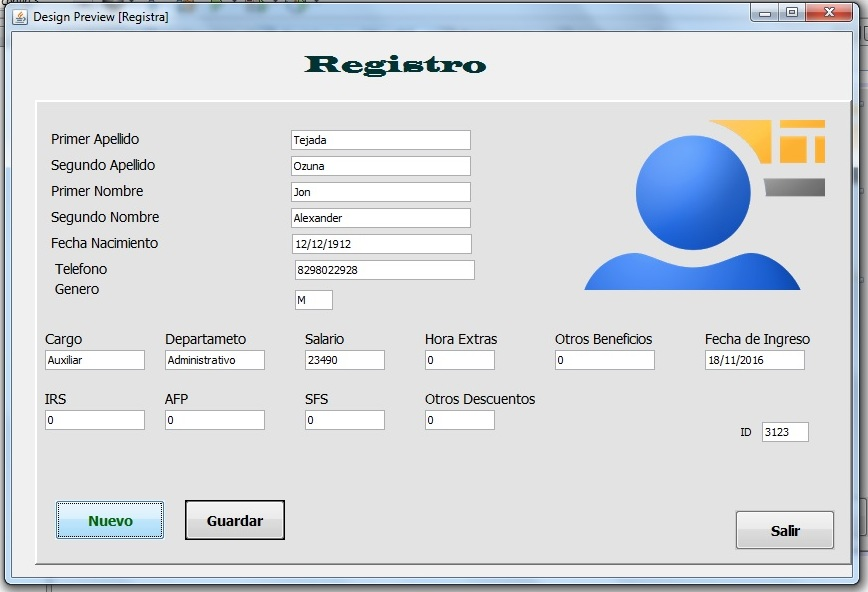 Design Preview [Registra]
Registro
Primer Apellido Tejada
Segundo Apellido Ozuna
Primer Nombre Jon
Segundo Nombre Alexander
Fecha Nacimiento 12/12/1912
Telefono 8298022928
Genero M
Cargo Departameto Salario Hora Extras Otros Beneficios Fecha de Ingreso
Auxiliar Administrativo 23490 0 0 18/11/2016
IRS AFP SFS Otros Descuentos
0 0 0 0
ID 3123
Nuevo Guardar Salir